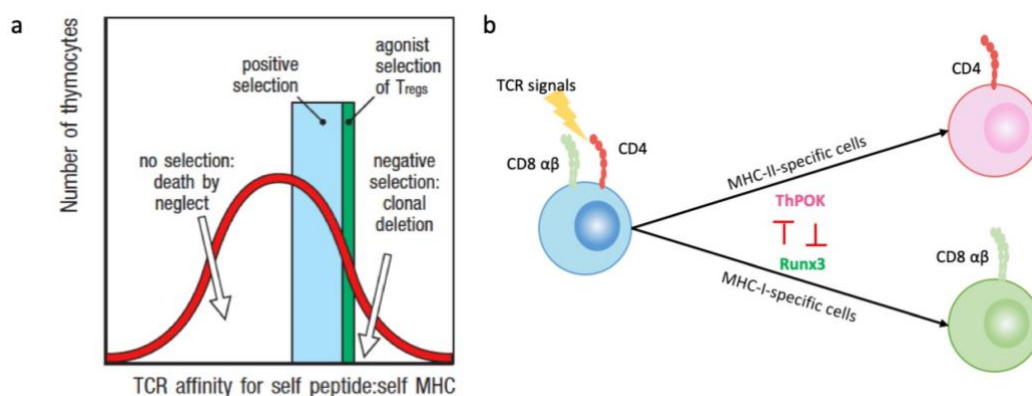 a
Number of thymocytes
positive
selection
agonist
selection
of Tregs
no selection:
death by
neglect
negative
selection:
clonal
deletion
TCR affinity for self peptide:self MHC
b
TCR signals
CD8 αβ
CD4
MHC-II-specific cells
ThPOK
Runx3
MHC-I-specific cells
CD4
CD8 αβ